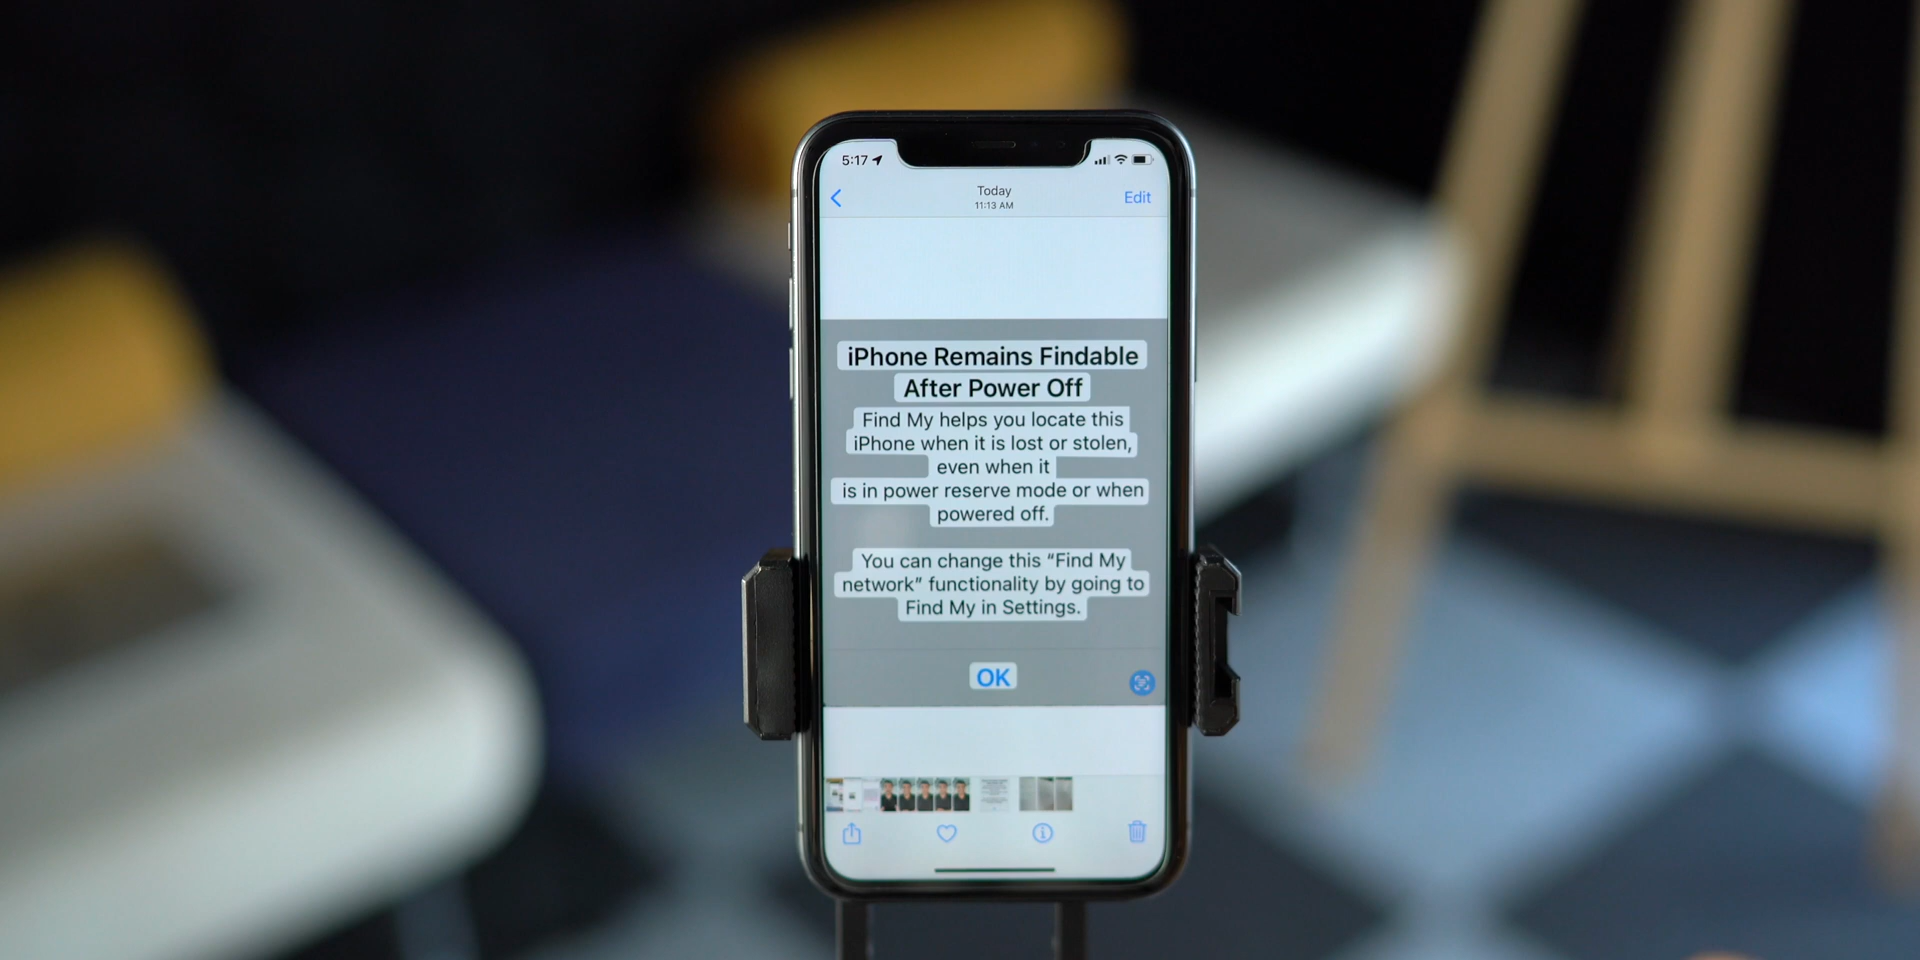 5:17
Today
11:13 AM
Edit
iPhone Remains Findable
After Power Off
Find My helps you locate this
iPhone when it is lost or stolen,
even when it
is in power reserve mode or when
powered off.
You can change this “Find My
network” functionality by going to
Find My in Settings.
OK